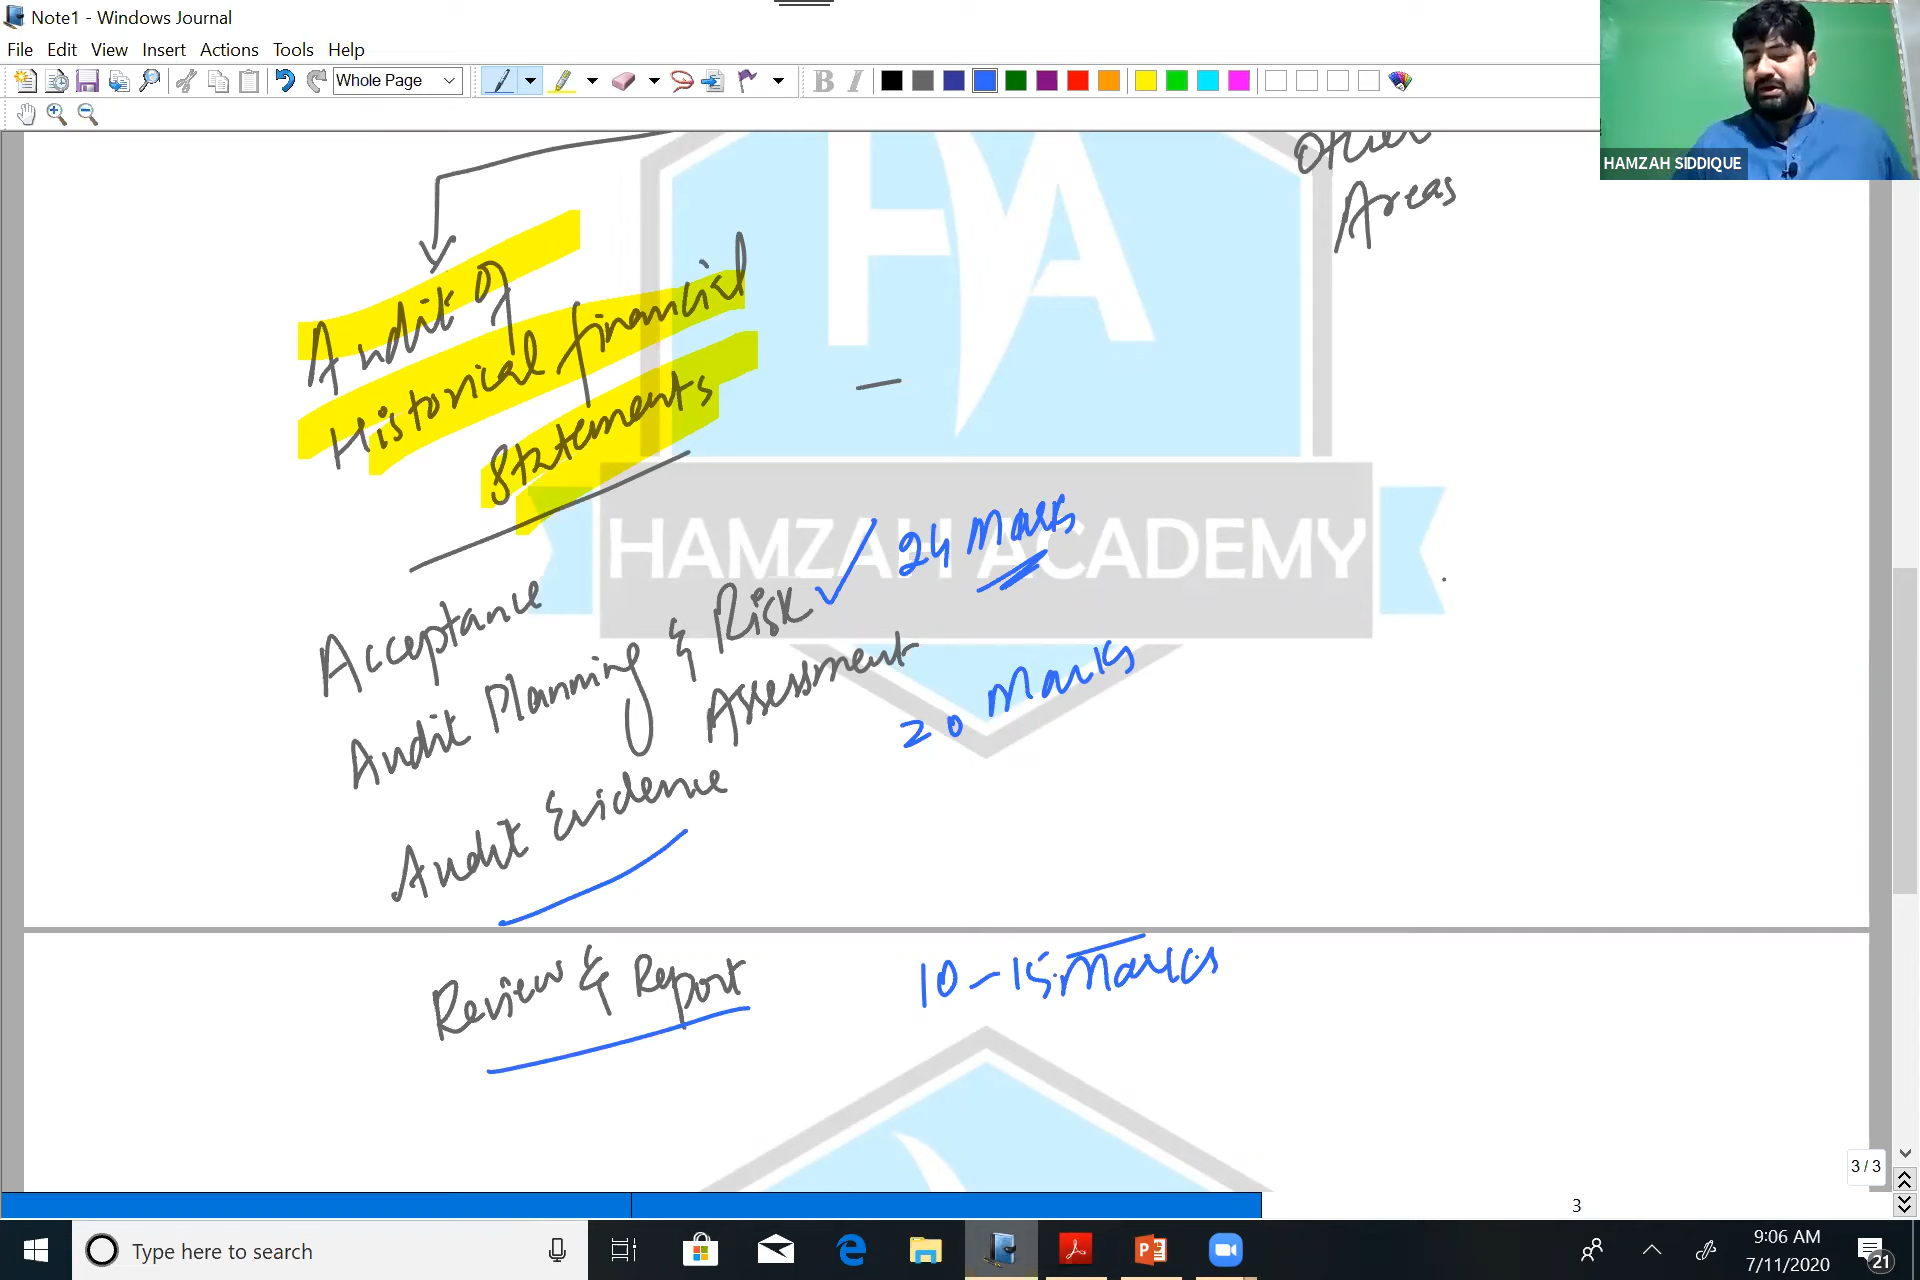 Note1 - Windows Journal
File Edit View Insert Actions Tools Help
Whole Page
B I
HAMZAH SIDDIQUE
Other
Areas
Audit of
Historical financial
Statements
HAMZAH ACADEMY
24 Marks
Acceptance
Audit Planning & Risk
Assessment
20 Marks
Audit Evidence
Review & Report
10-15 Marks
3 / 3
3
Type here to search
9:06 AM
7/11/2020
21